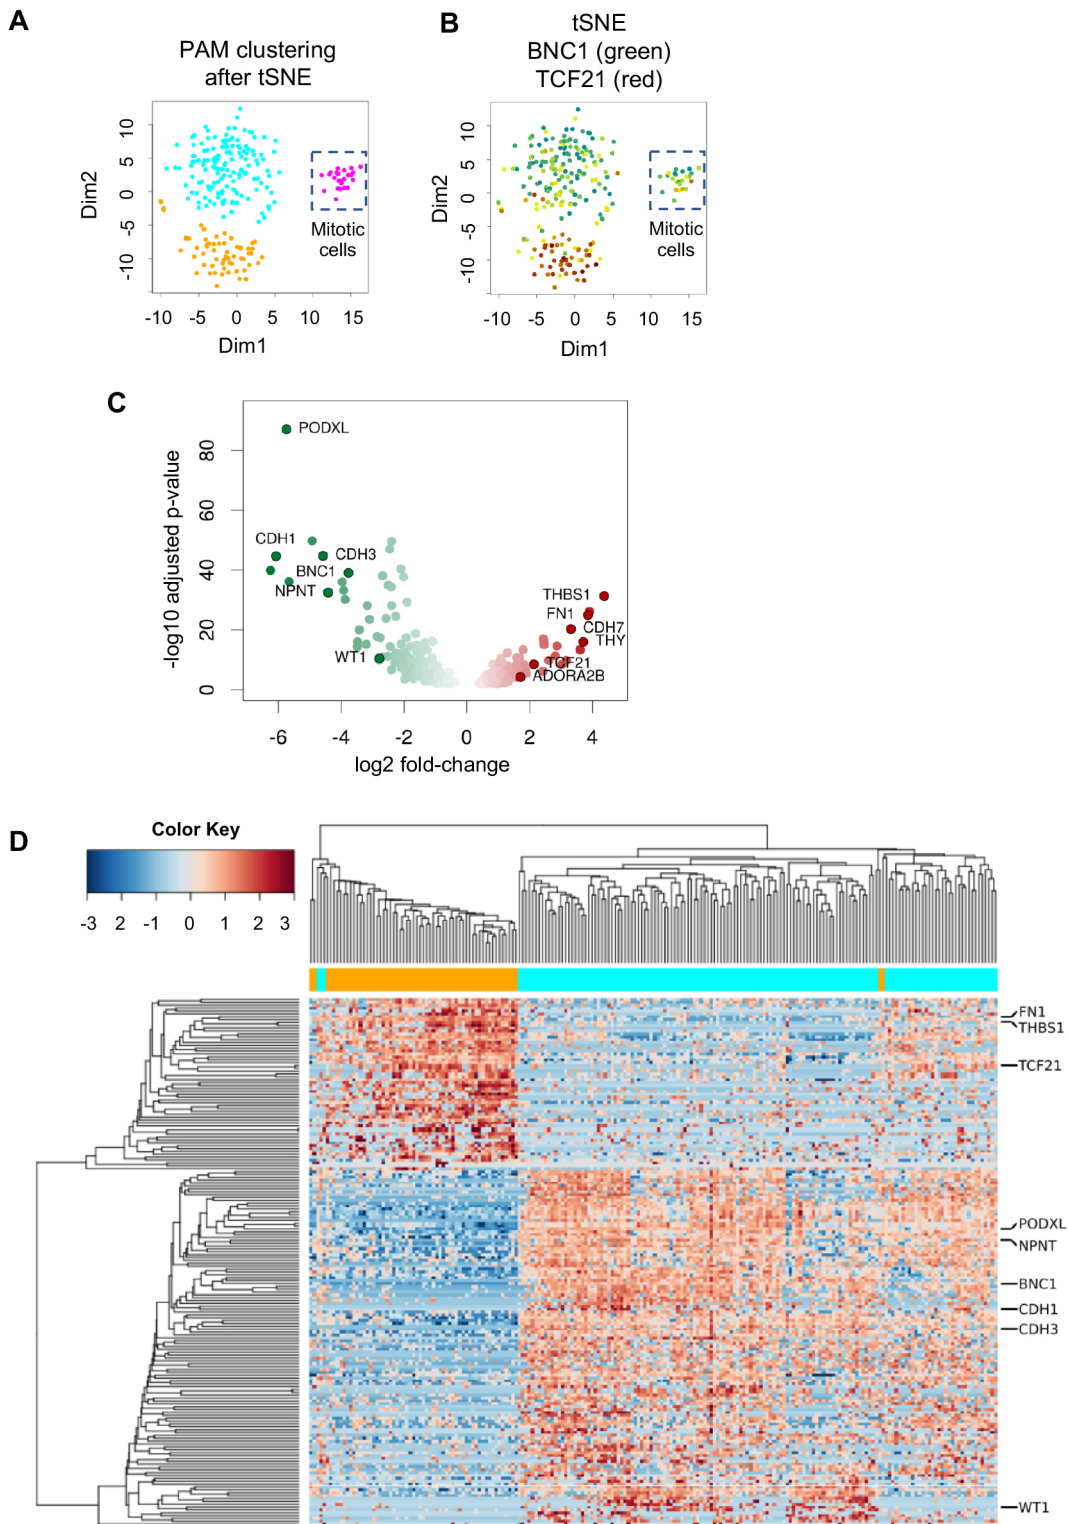 A
PAM clustering
after tSNE
Dim2
10
5
0
-5
-10
Mitotic
cells
-10 -5 0 5 10 15
Dim1
B
tSNE
BNC1 (green)
TCF21 (red)
Dim2
10
5
0
-5
-10
Mitotic
cells
-10 -5 0 5 10 15
Dim1
C
-log10 adjusted p-value
80
60
40
20
0
PODXL
CDH1
CDH3
BNC1
NPNT
WT1
THBS1
FN1
CDH7
THY
TCF21
ADORA2B
-6 -4 -2 0 2 4
log2 fold-change
D
Color Key
-3 2 -1 0 1 2 3
FN1
THBS1
TCF21
PODXL
NPNT
BNC1
CDH1
CDH3
WT1